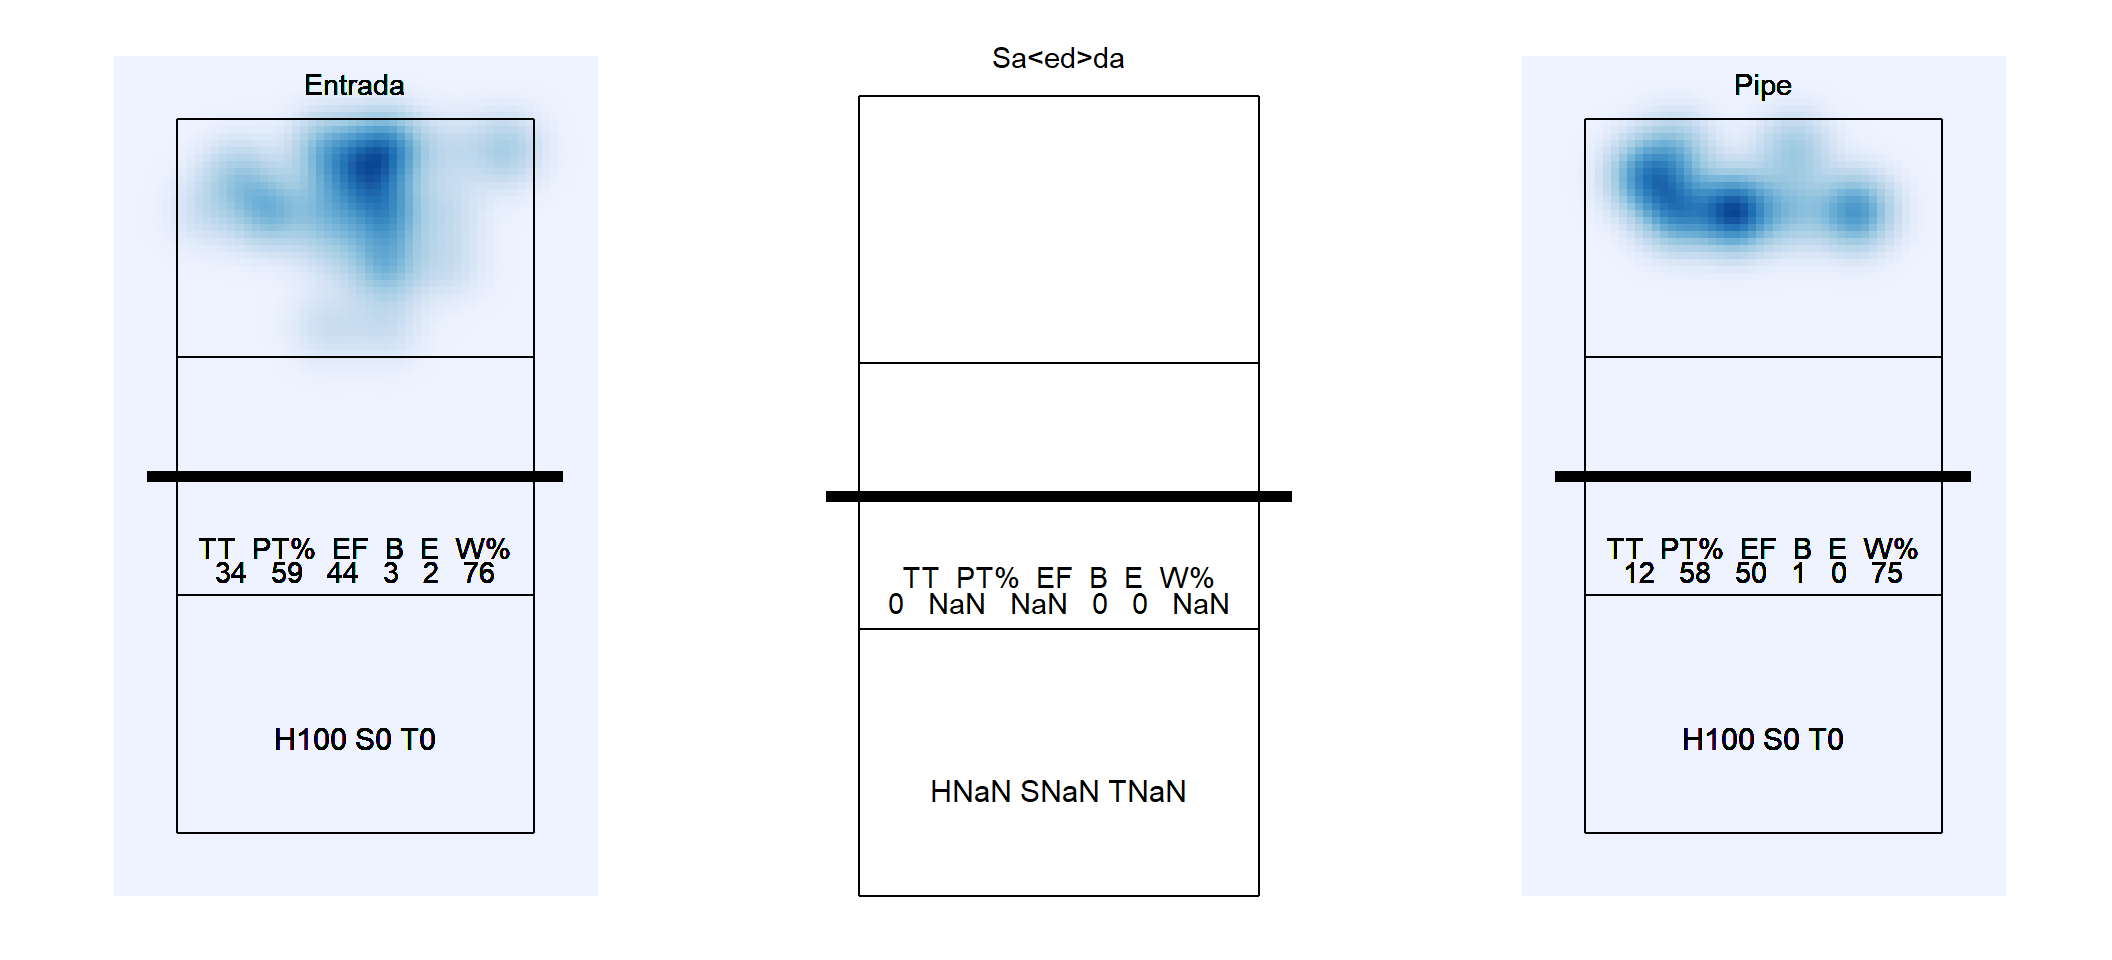 Entrada
TT PT% EF B E W%
34 59 44 3 2 76
H100 S0 T0
Sa<ed>da
TT PT% EF B E W%
0 NaN NaN 0 0 NaN
HNaN SNaN TNaN
Pipe
TT PT% EF B E W%
12 58 50 1 0 75
H100 S0 T0